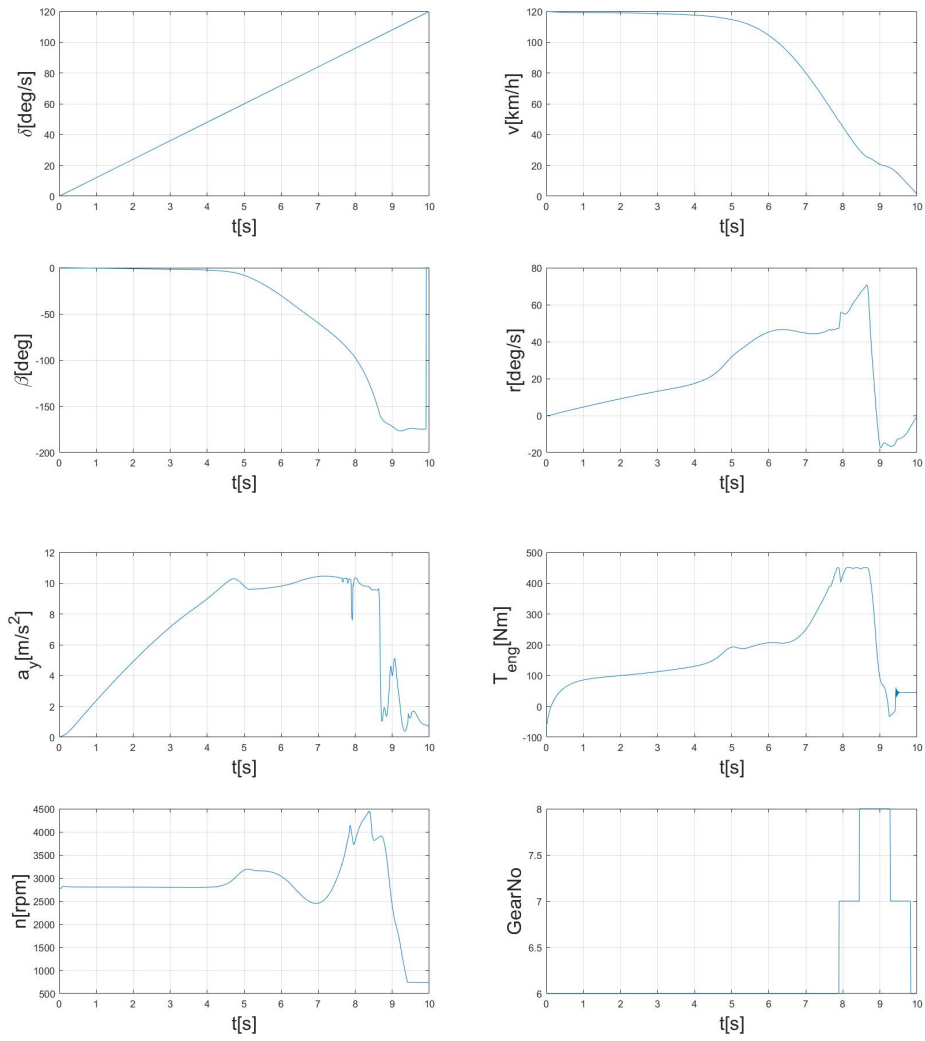 120
100
80
60
40
20
0
δ[deg/s]
0 1 2 3 4 5 6 7 8 9 10
t[s]
120
100
80
60
40
20
0
v[km/h]
0 1 2 3 4 5 6 7 8 9 10
t[s]
0
-50
-100
-150
-200
β[deg]
0 1 2 3 4 5 6 7 8 9 10
t[s]
80
60
40
20
0
-20
r[deg/s]
0 1 2 3 4 5 6 7 8 9 10
t[s]
12
10
8
6
4
2
0
a_y[m/s²]
0 1 2 3 4 5 6 7 8 9 10
t[s]
500
400
300
200
100
0
-100
T_eng[Nm]
0 1 2 3 4 5 6 7 8 9 10
t[s]
4500
4000
3500
3000
2500
2000
1500
1000
500
n[rpm]
0 1 2 3 4 5 6 7 8 9 10
t[s]
8
7.5
7
6.5
6
GearNo
0 1 2 3 4 5 6 7 8 9 10
t[s]